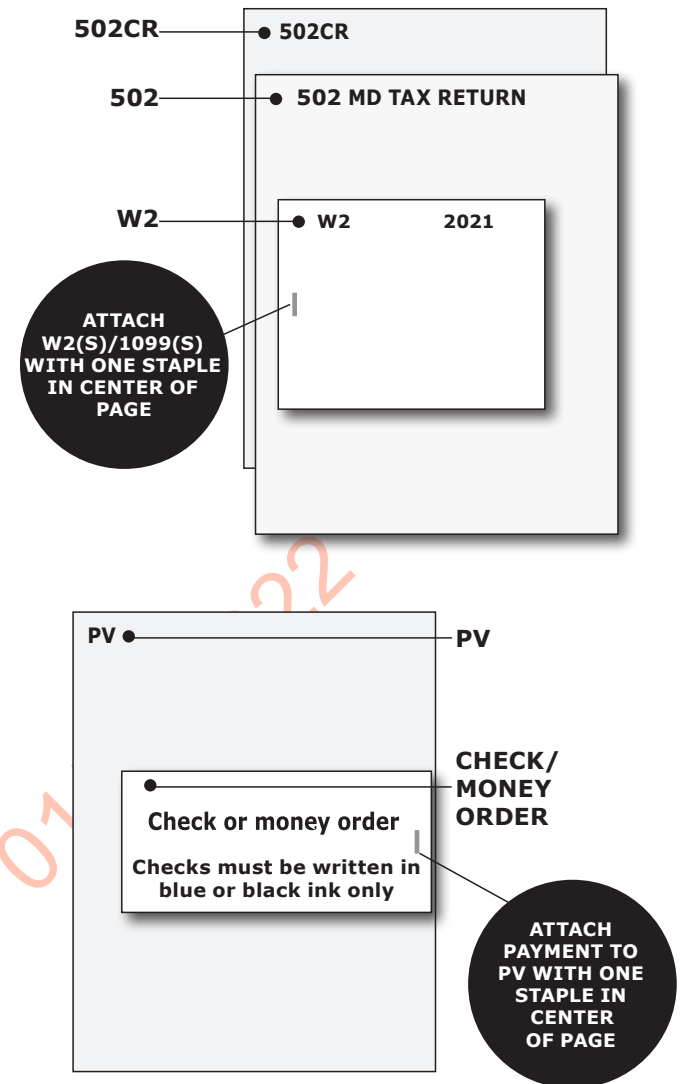 502CR
502CR
502
502 MD TAX RETURN
W2
W2 2021
ATTACH
W2(S)/1099(S)
WITH ONE STAPLE
IN CENTER OF
PAGE
PV
PV
CHECK/
MONEY
ORDER
Check or money order
Checks must be written in
blue or black ink only
ATTACH
PAYMENT TO
PV WITH ONE
STAPLE IN
CENTER
OF PAGE